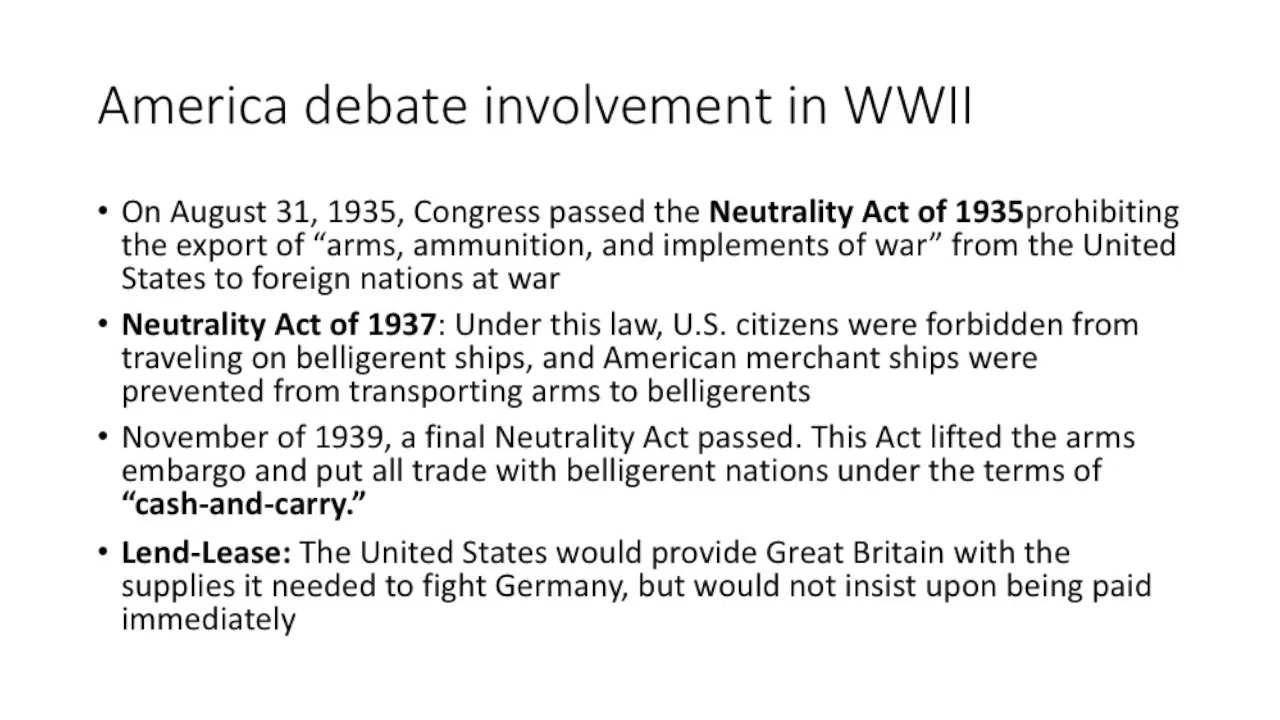 America debate involvement in WWII
• On August 31, 1935, Congress passed the Neutrality Act of 1935prohibiting
the export of “arms, ammunition, and implements of war” from the United
States to foreign nations at war
• Neutrality Act of 1937: Under this law, U.S. citizens were forbidden from
traveling on belligerent ships, and American merchant ships were
prevented from transporting arms to belligerents
• November of 1939, a final Neutrality Act passed. This Act lifted the arms
embargo and put all trade with belligerent nations under the terms of
“cash-and-carry.”
• Lend-Lease: The United States would provide Great Britain with the
supplies it needed to fight Germany, but would not insist upon being paid
immediately